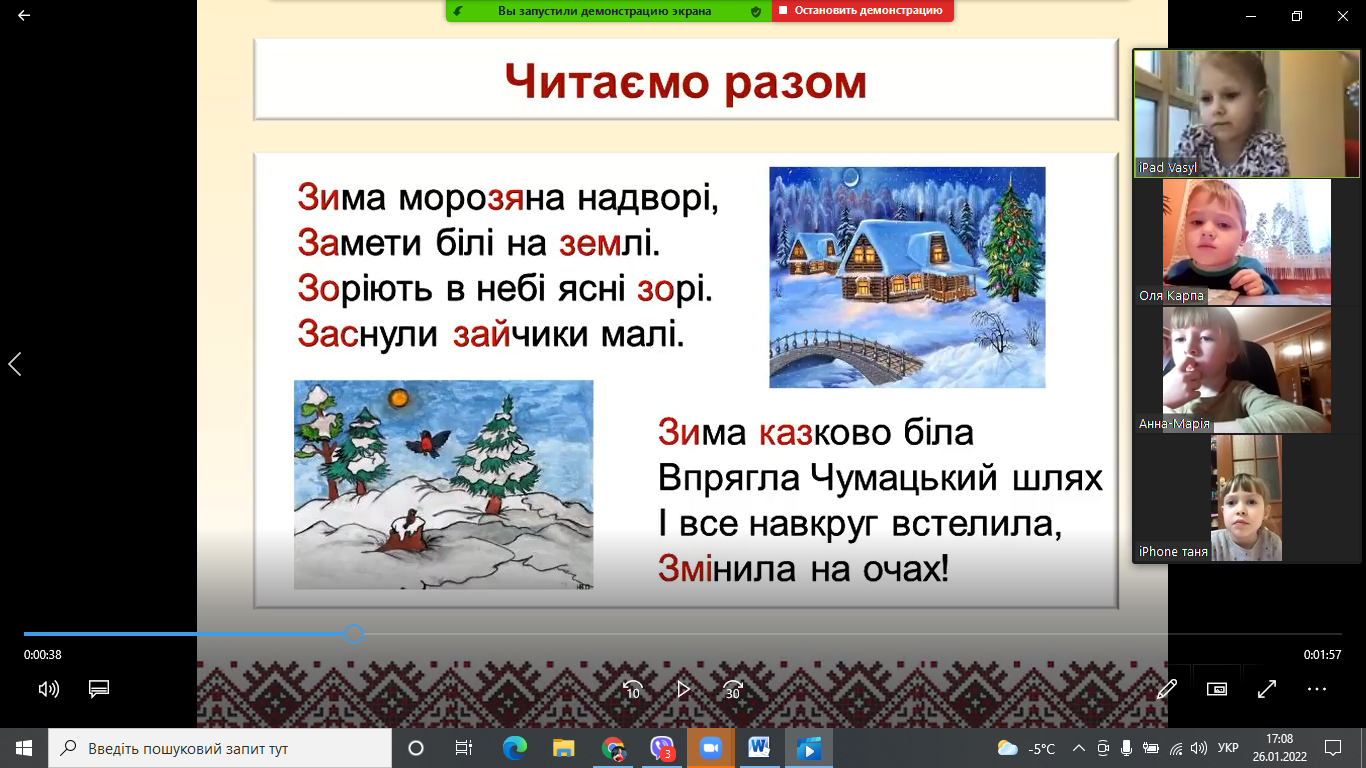 Вы запустили демонстрацию экрана
Остановить демонстрацию
Читаємо разом
Зима морозяна надворі,
Замети білі на землі.
Зоріють в небі ясні зорі.
Заснули зайчики малі.
Зима казково біла
Впрягла Чумацький шлях
І все навкруг встелила,
Змінила на очах!
iPad Vasyl
Оля Карпа
Анна-Марія
iPhone таня
0:00:38
0:01:57
10
30
Введіть пошуковий запит тут
3
-5°C
УКР
17:08
26.01.2022